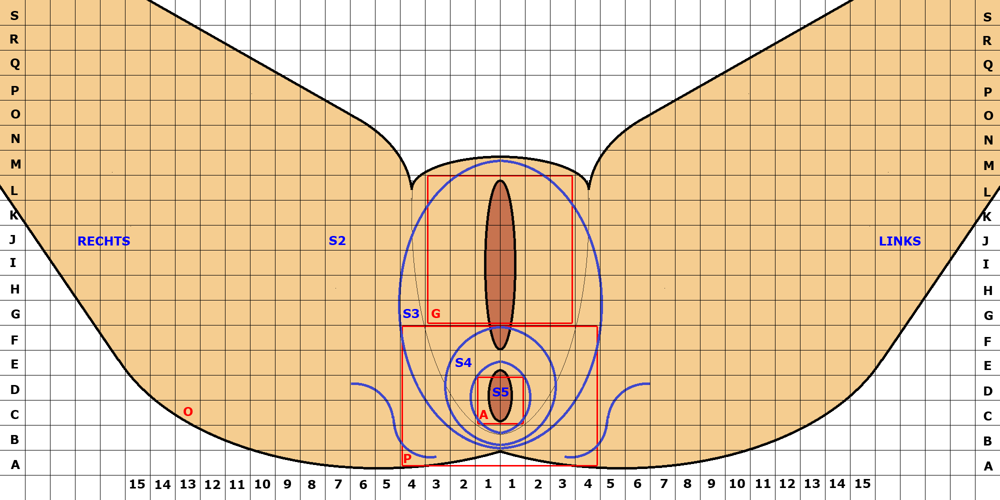 S S
R R
Q Q
P P
O O
N N
M M
L L
K K
J RECHTS S2 LINKS J
I I
H H
G S3 G G
F F
E S4 E
D S5 D
C O A C
B B
P
A A
15 14 13 12 11 10 9 8 7 6 5 4 3 2 1 1 2 3 4 5 6 7 8 9 10 11 12 13 14 15